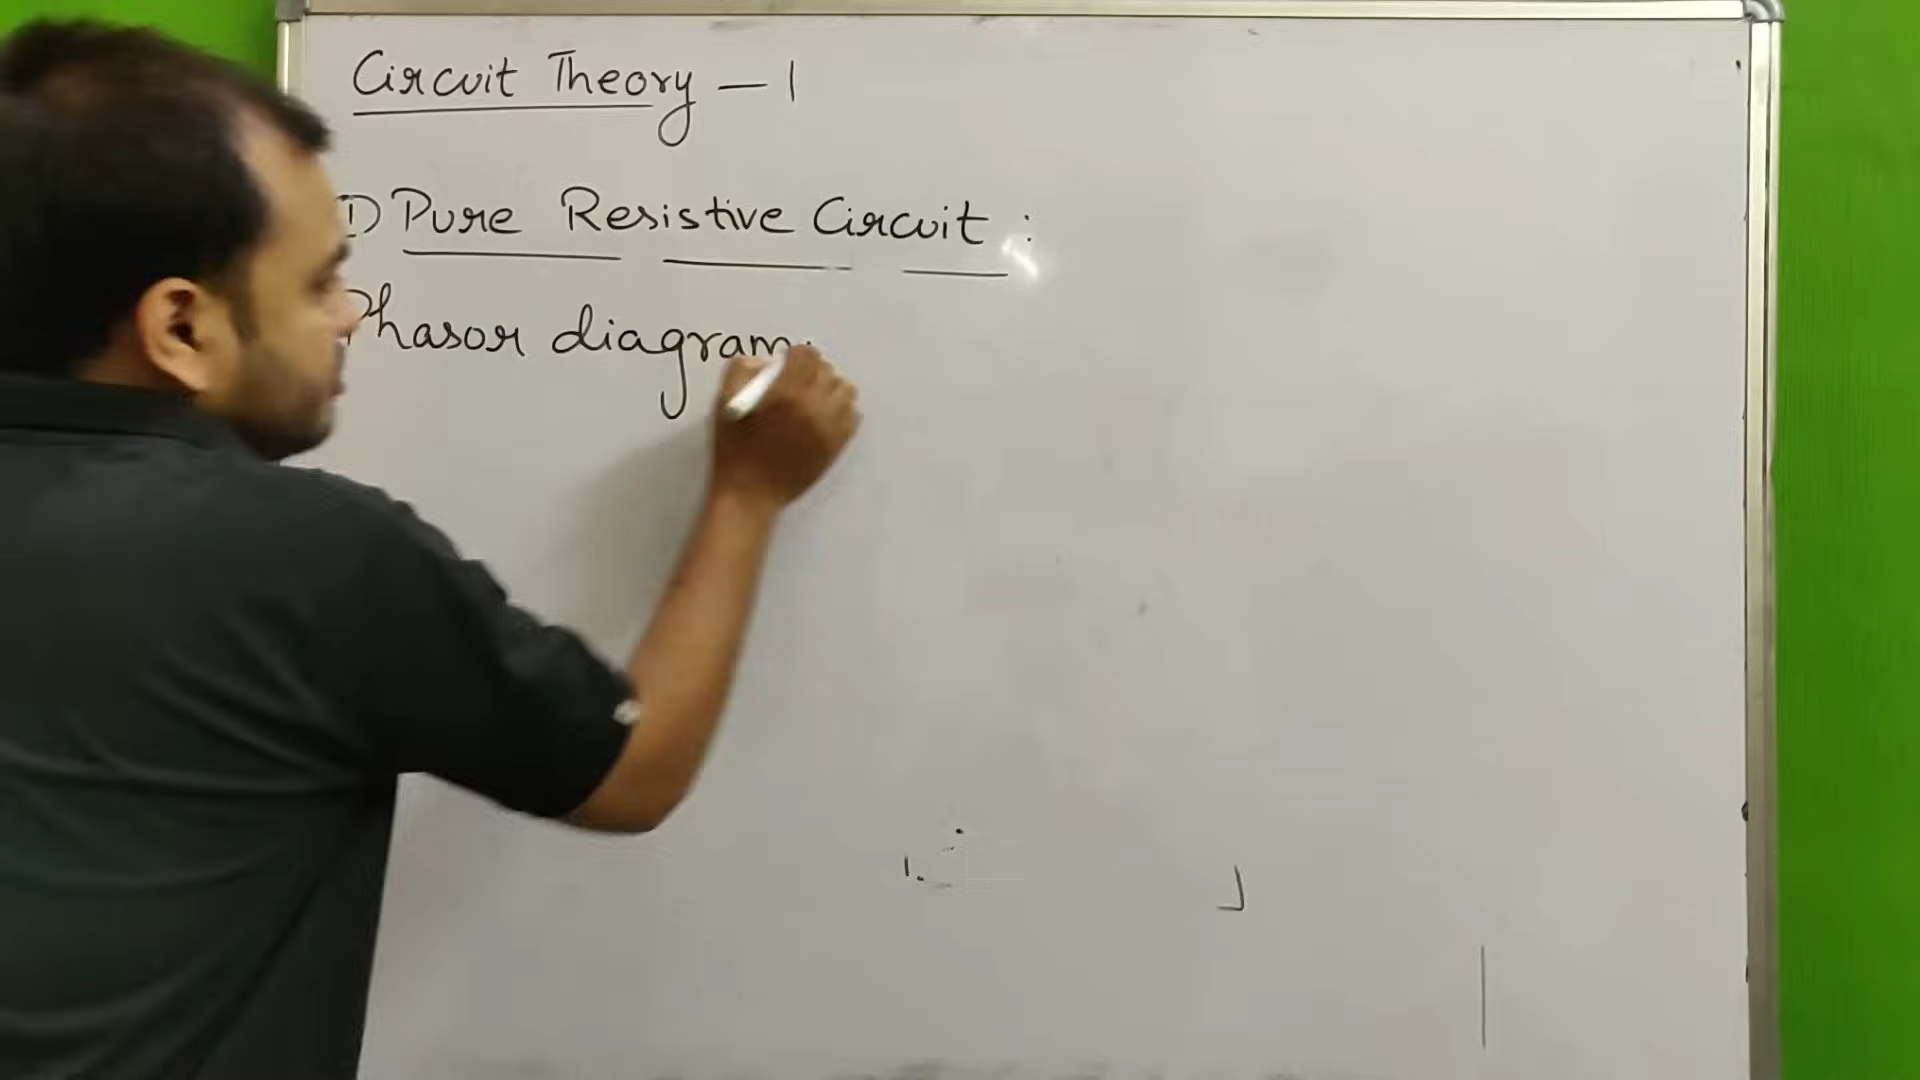 Circuit Theory – 1
1) Pure Resistive Circuit :
Phasor diagram: